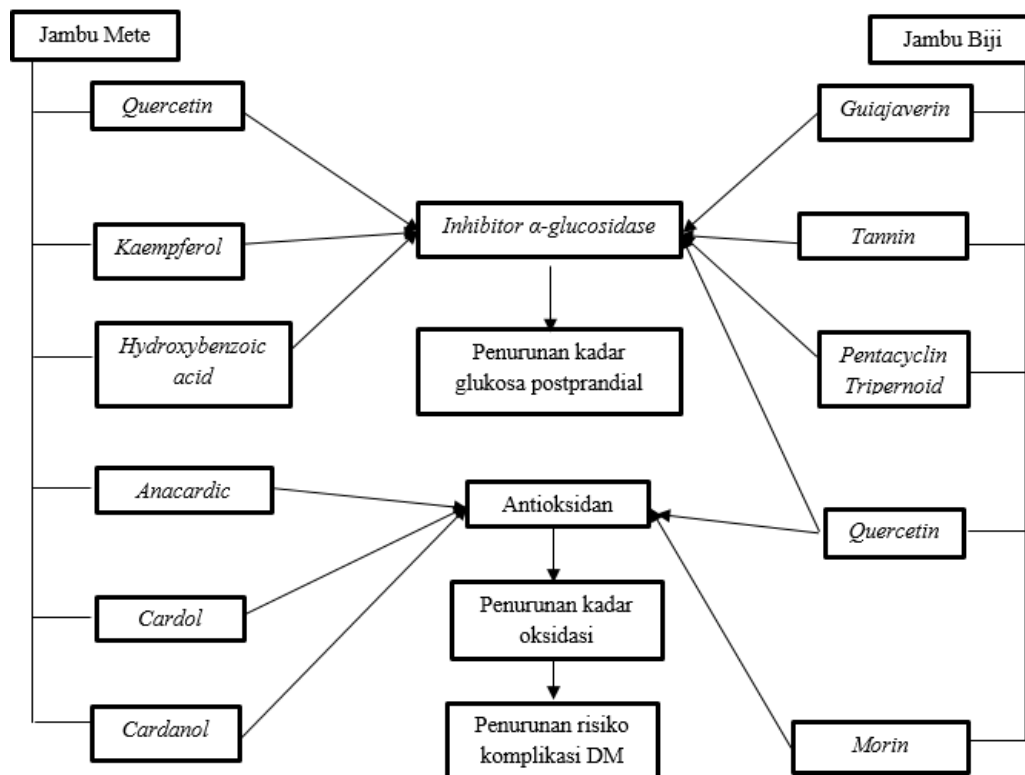 Jambu Mete
Jambu Biji
Quercetin
Guiajaverin
Inhibitor α-glucosidase
Kaempferol
Tannin
Hydroxybenzoic
acid
Penurunan kadar
glukosa postprandial
Pentacyclin
Tripernoid
Anacardic
Antioksidan
Quercetin
Cardol
Penurunan kadar
oksidasi
Cardanol
Penurunan risiko
komplikasi DM
Morin